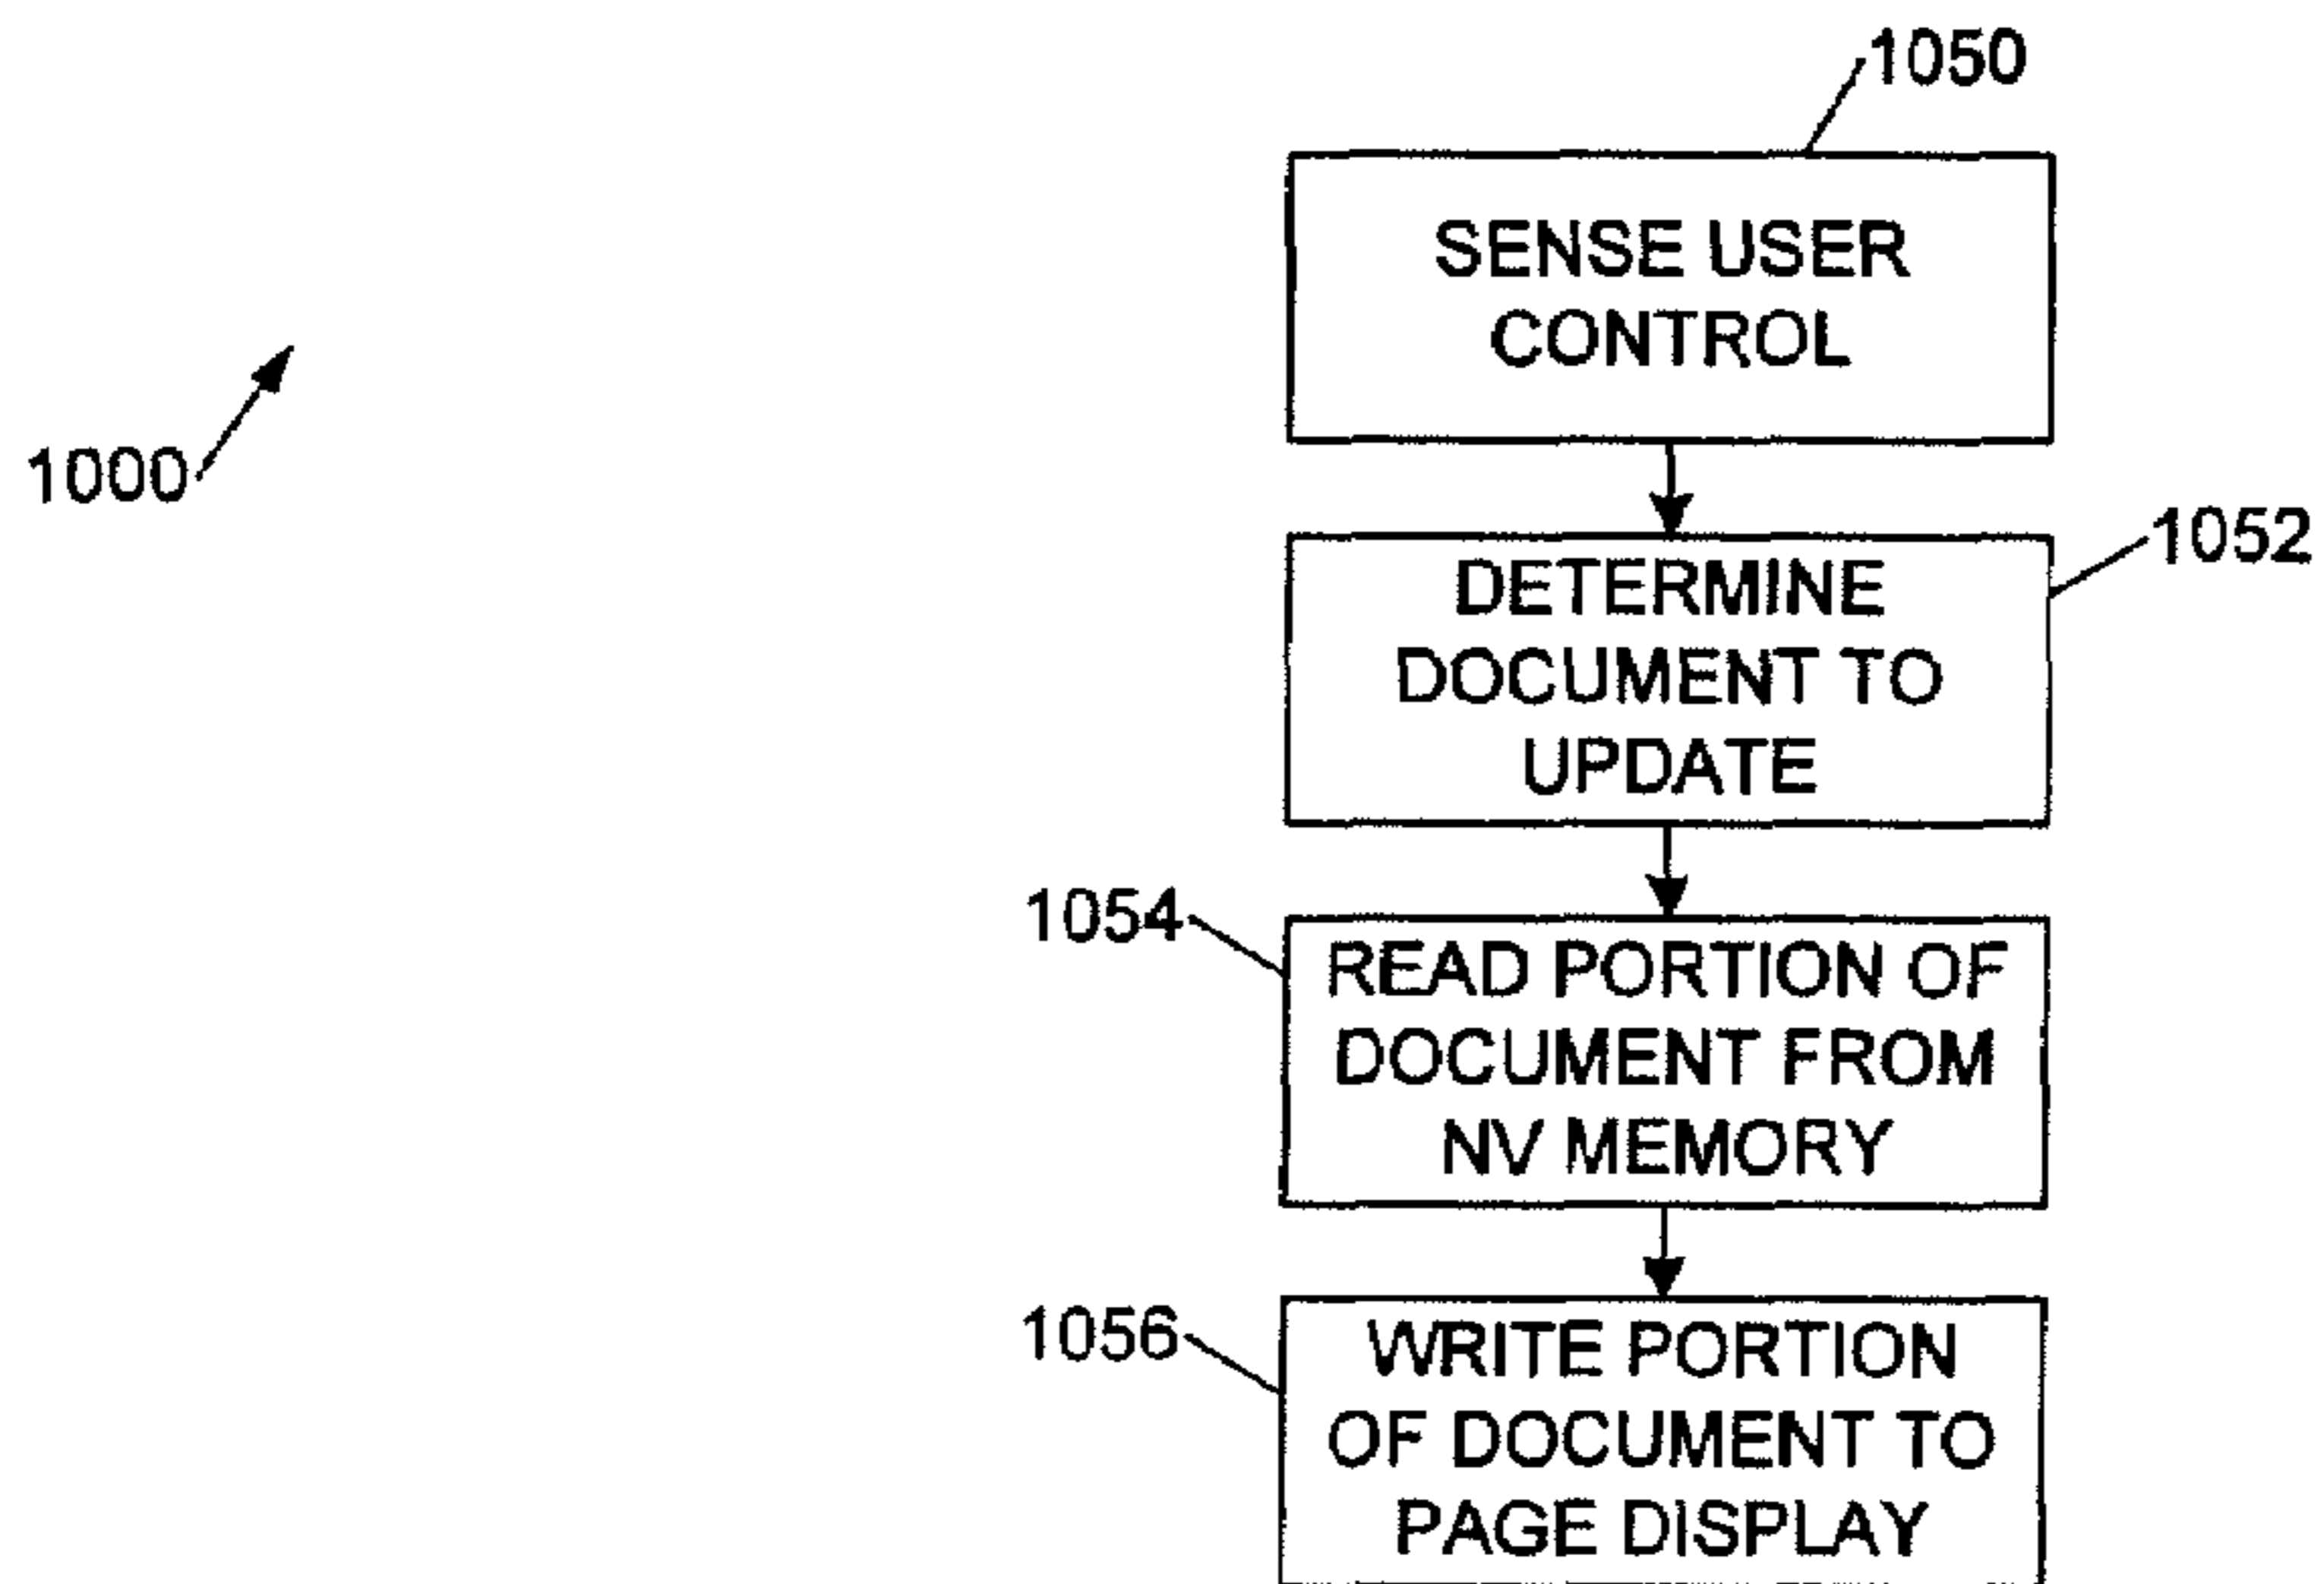 1050
SENSE USER
CONTROL
1000
1052
DETERMINE
DOCUMENT TO
UPDATE
1054
READ PORTION OF
DOCUMENT FROM
NV MEMORY
1056
WRITE PORTION
OF DOCUMENT TO
PAGE DISPLAY